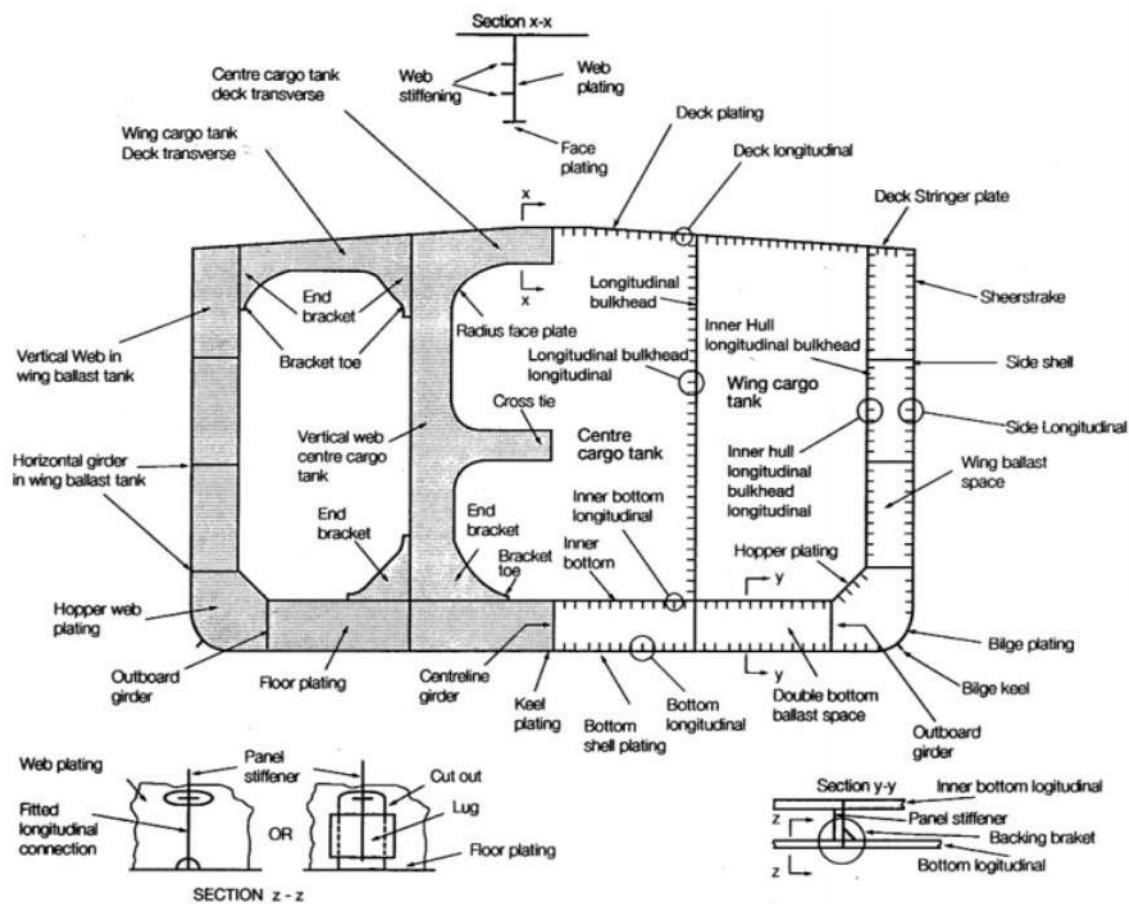 Section x-x
Web
stiffening
Web
plating
Face
plating
Centre cargo tank
deck transverse
Wing cargo tank
Deck transverse
Deck plating
Deck longitudinal
Deck Stringer plate
x
x
End
bracket
Bracket toe
Radius face plate
Longitudinal
bulkhead
Longitudinal bulkhead
longitudinal
Inner Hull
longitudinal bulkhead
Sheerstrake
Side shell
Vertical Web in
wing ballast tank
Wing cargo
tank
Cross tie
Side Longitudinal
Vertical web
centre cargo
tank
Centre
cargo tank
Inner hull
longitudinal
bulkhead
longitudinal
Wing ballast
space
Horizontal girder
in wing ballast tank
End
bracket
End
bracket
Bracket
toe
Inner bottom
longitudinal
Inner
bottom
Hopper plating
y
y
Hopper web
plating
Outboard
girder
Floor plating
Centreline
girder
Keel
plating
Bottom
shell plating
Bottom
longitudinal
Double bottom
ballast space
Bilge plating
Bilge keel
Outboard
girder
Web plating
Panel
stiffener
Cut out
Fitted
longitudinal
connection
OR
Lug
Floor plating
SECTION z - z
Section y-y
Inner bottom logitudinal
Panel stiffener
Backing braket
Bottom logitudinal
z
z